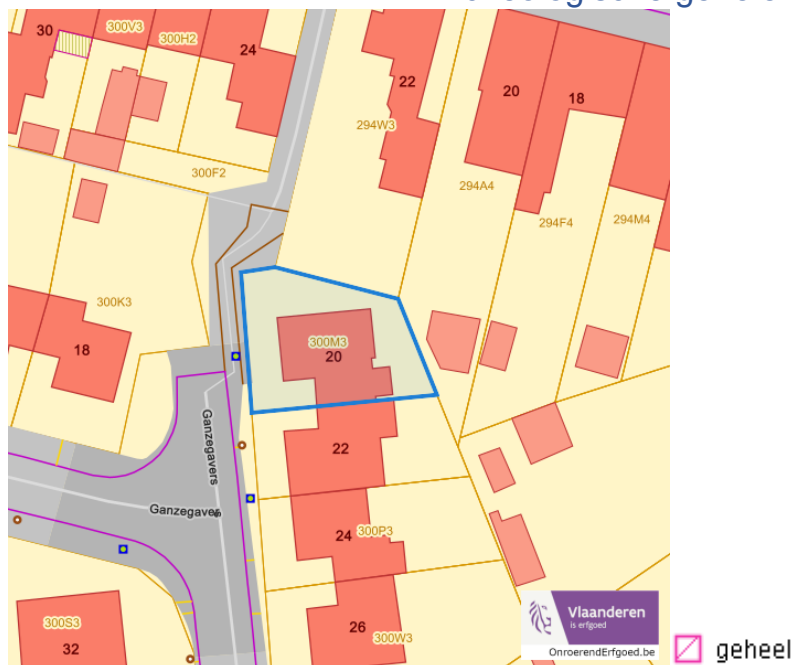 30
300V3
300H2
24
22
20
18
294W3
294A4
300F2
294F4
294M4
300K3
18
300M3
20
Ganzegavers
22
Ganzegaves
24
300P3
300S3
32
26
300W3
Vlaanderen
is erfgoed
OnroerendErfgoed.be
geheel